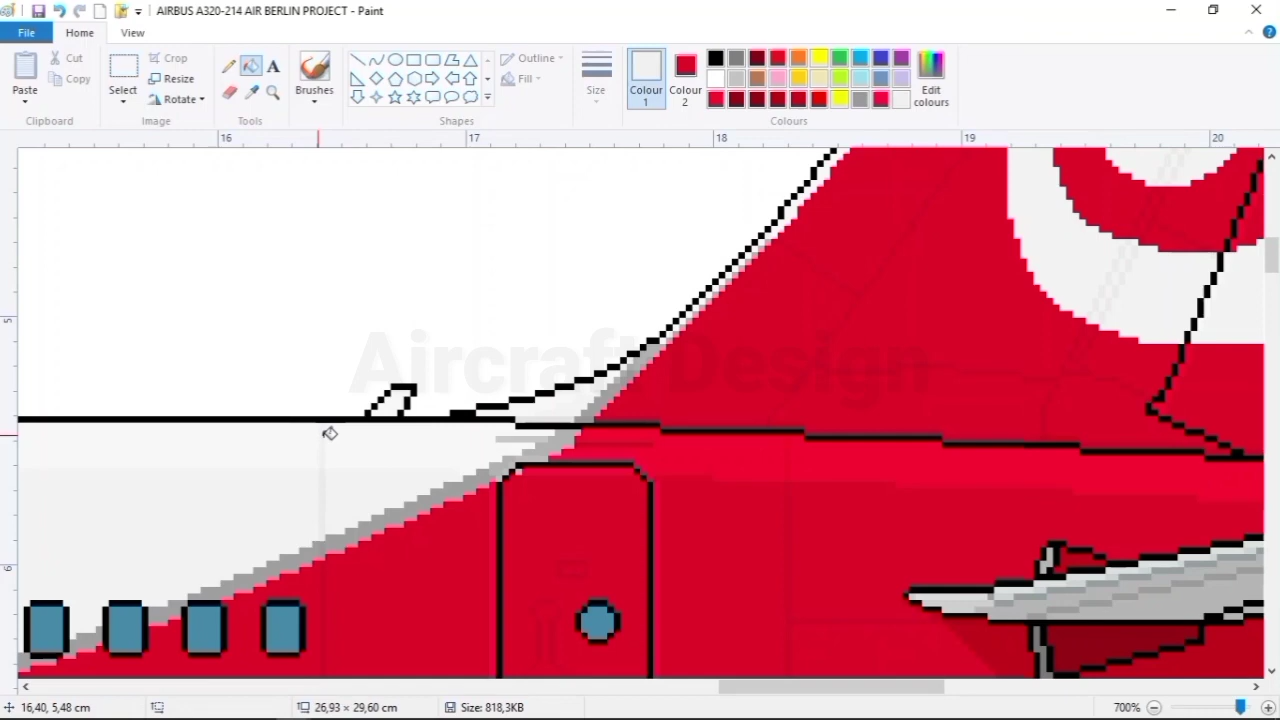 AIRBUS A320-214 AIR BERLIN PROJECT - Paint
File Home View
Paste Cut Copy
Clipboard
Select Crop Resize Rotate
Image
A
Tools
Brushes
Outline Fill
Shapes
Size
Colour 1 Colour 2
Edit colours
Colours
16 17 18 19 20
5
6
Aircraft Design
16,40, 5,48 cm 26,93 × 29,60 cm Size: 818,3KB 700%